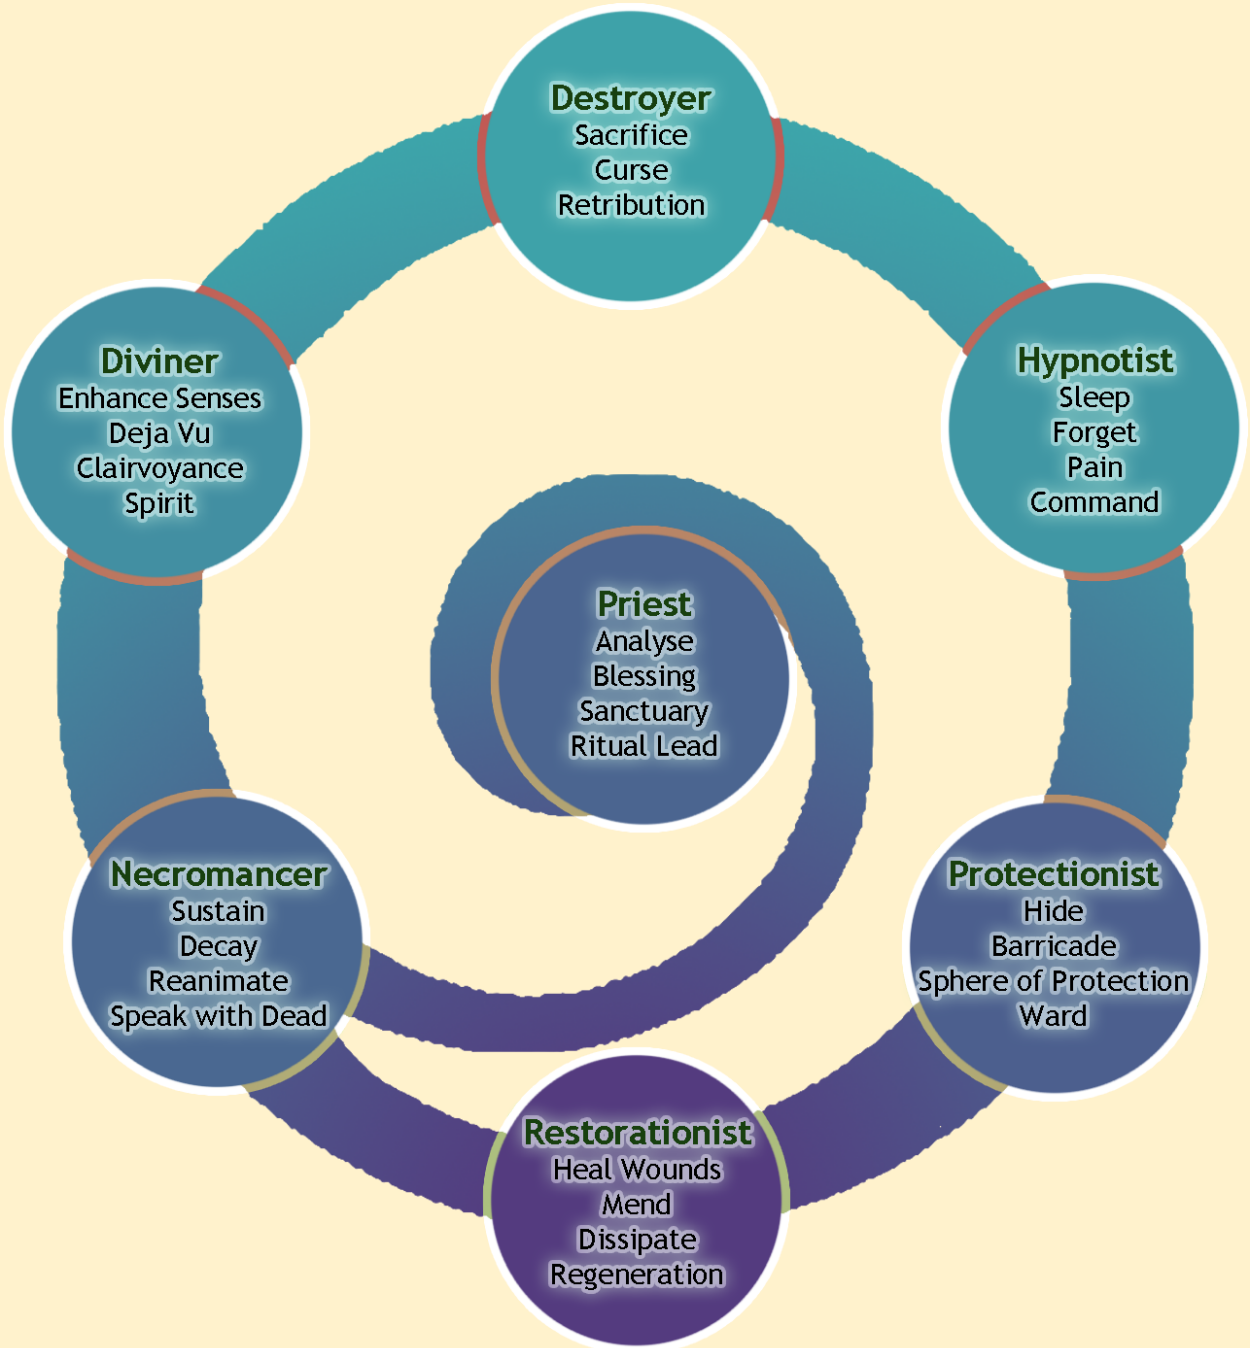 Destroyer
Sacrifice
Curse
Retribution
Diviner
Enhance Senses
Deja Vu
Clairvoyance
Spirit
Hypnotist
Sleep
Forget
Pain
Command
Priest
Analyse
Blessing
Sanctuary
Ritual Lead
Necromancer
Sustain
Decay
Reanimate
Speak with Dead
Protectionist
Hide
Barricade
Sphere of Protection
Ward
Restorationist
Heal Wounds
Mend
Dissipate
Regeneration